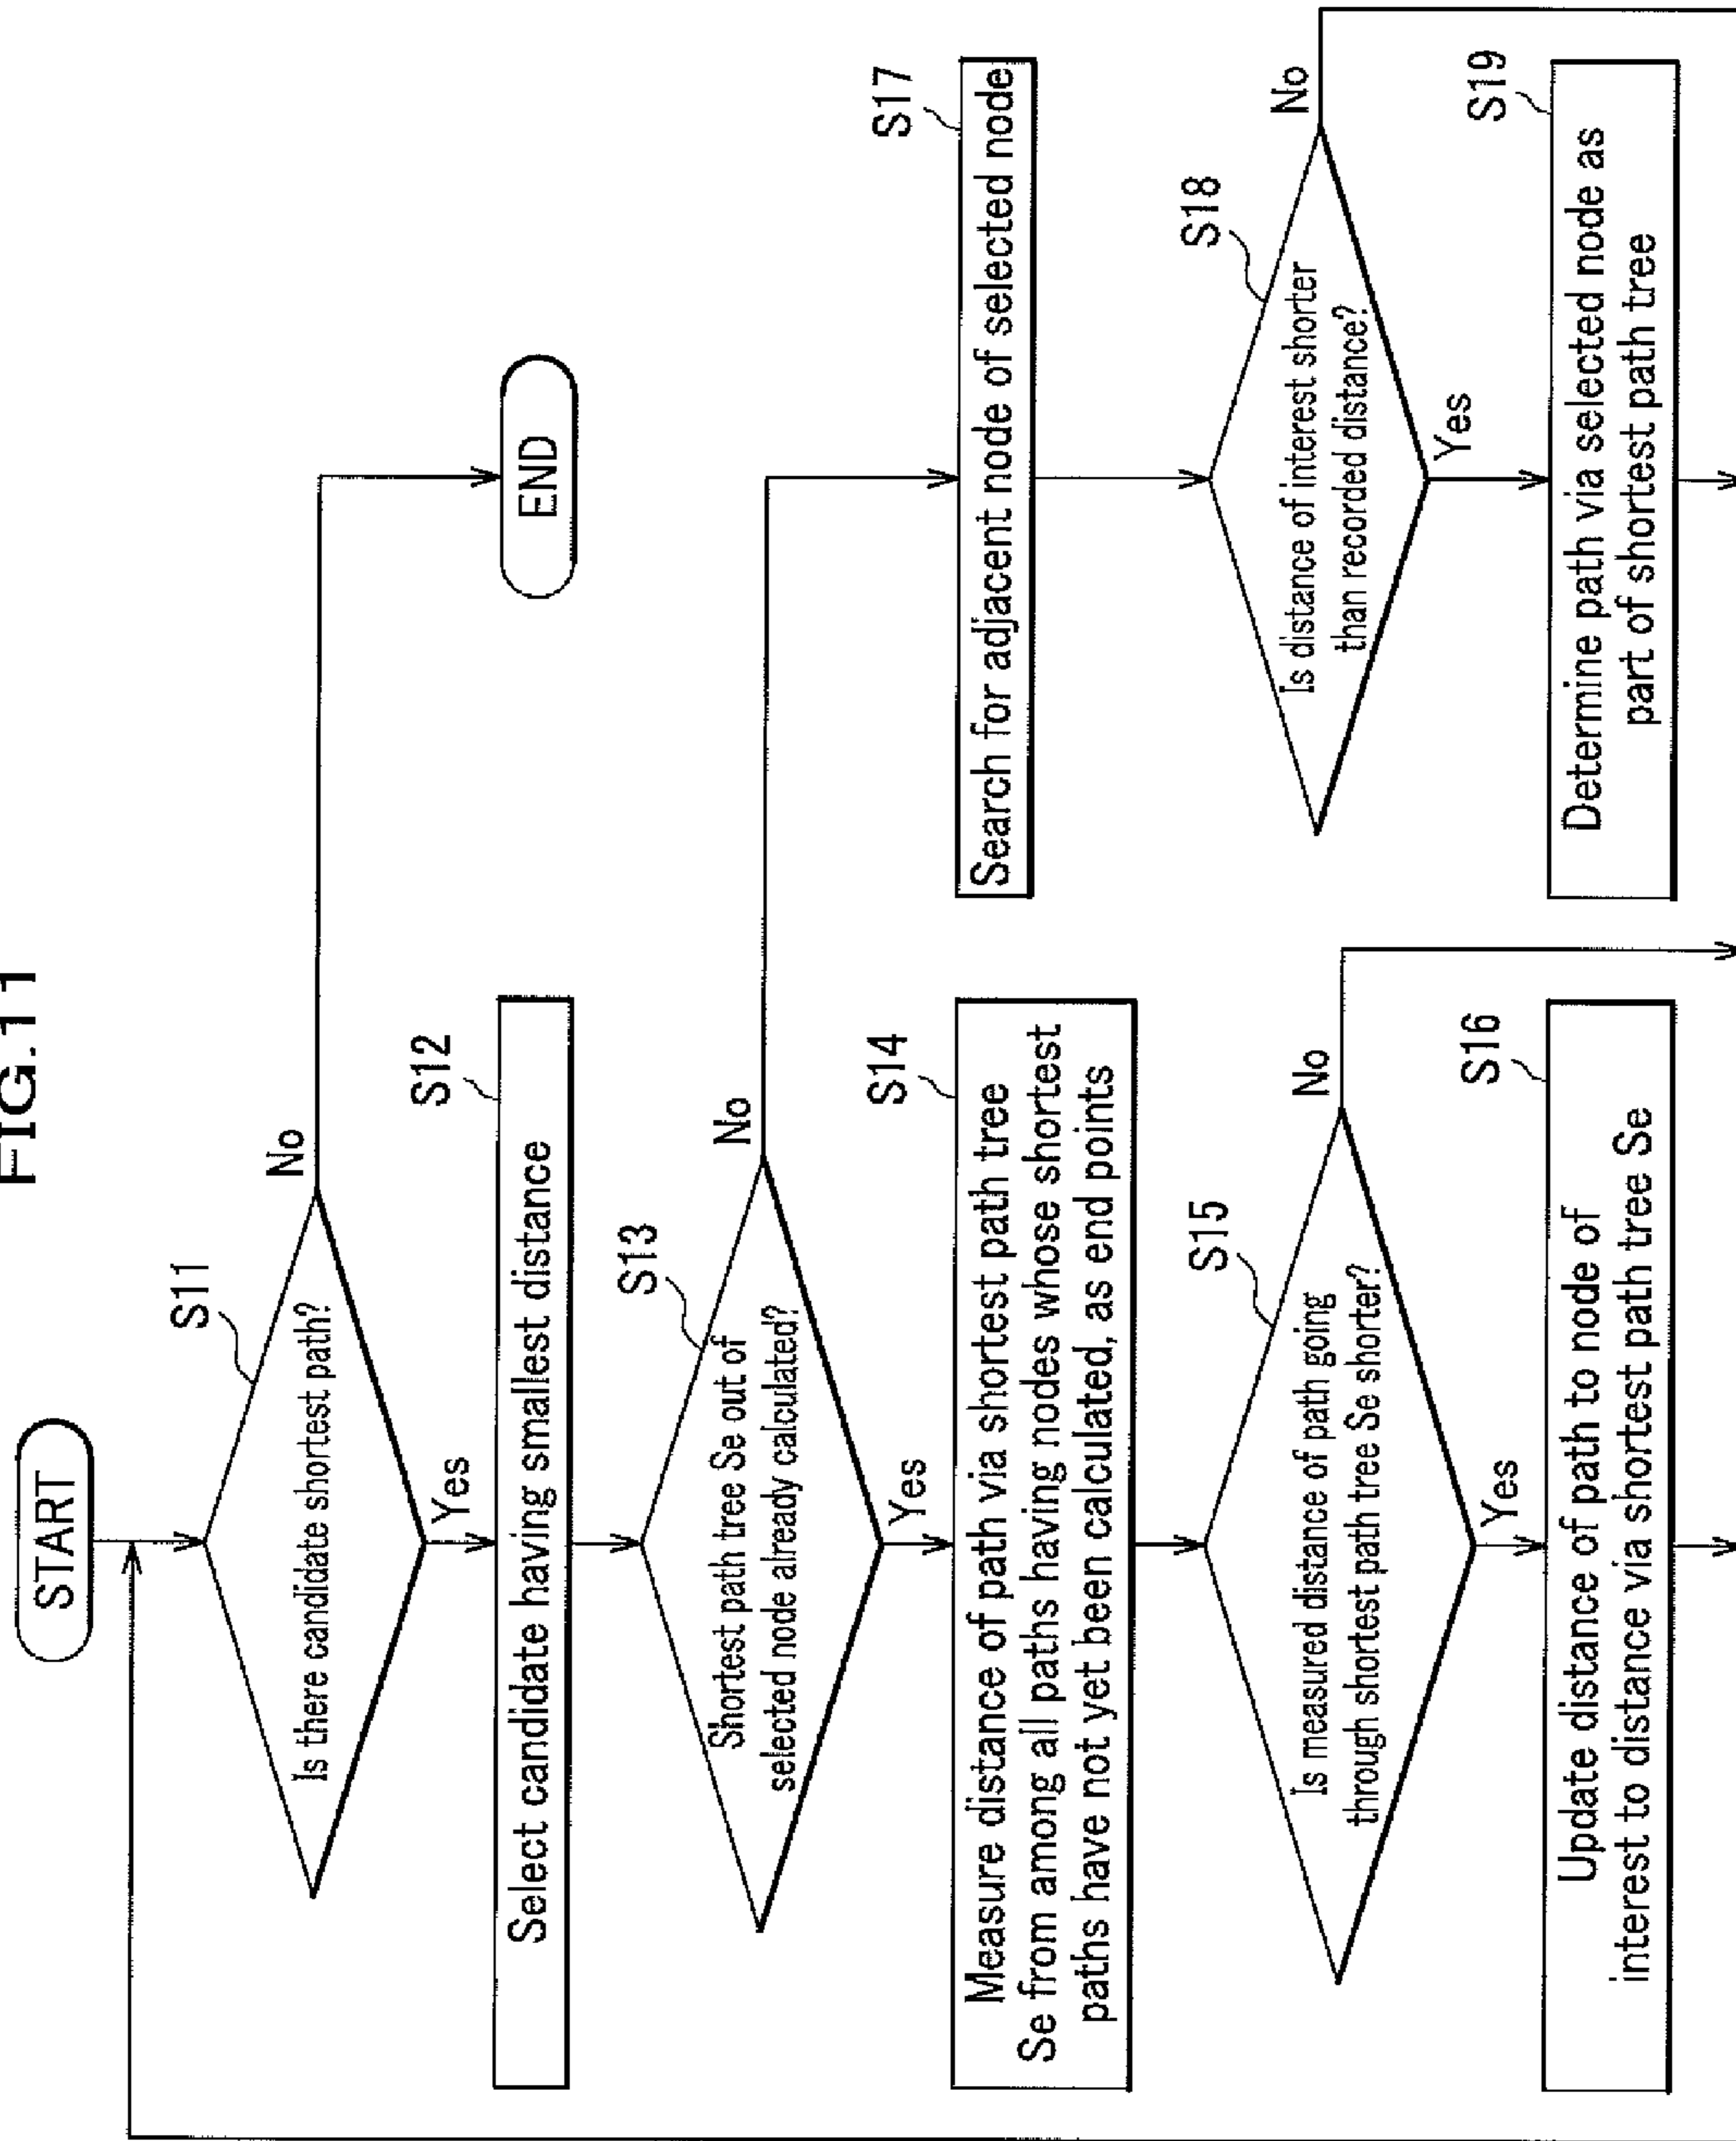 FIG.11
START
S11
Is there candidate shortest path?
No
Yes
END
S12
Select candidate having smallest distance
S13
Shortest path tree Se out of
selected node already calculated?
No
Yes
S14
Measure distance of path via shortest path tree
Se from among all paths having nodes whose shortest
paths have not yet been calculated, as end points
S15
Is measured distance of path going
through shortest path tree Se shorter?
No
Yes
S16
Update distance of path to node of
interest to distance via shortest path tree Se
S17
Search for adjacent node of selected node
S18
Is distance of interest shorter
than recorded distance?
No
Yes
S19
Determine path via selected node as
part of shortest path tree